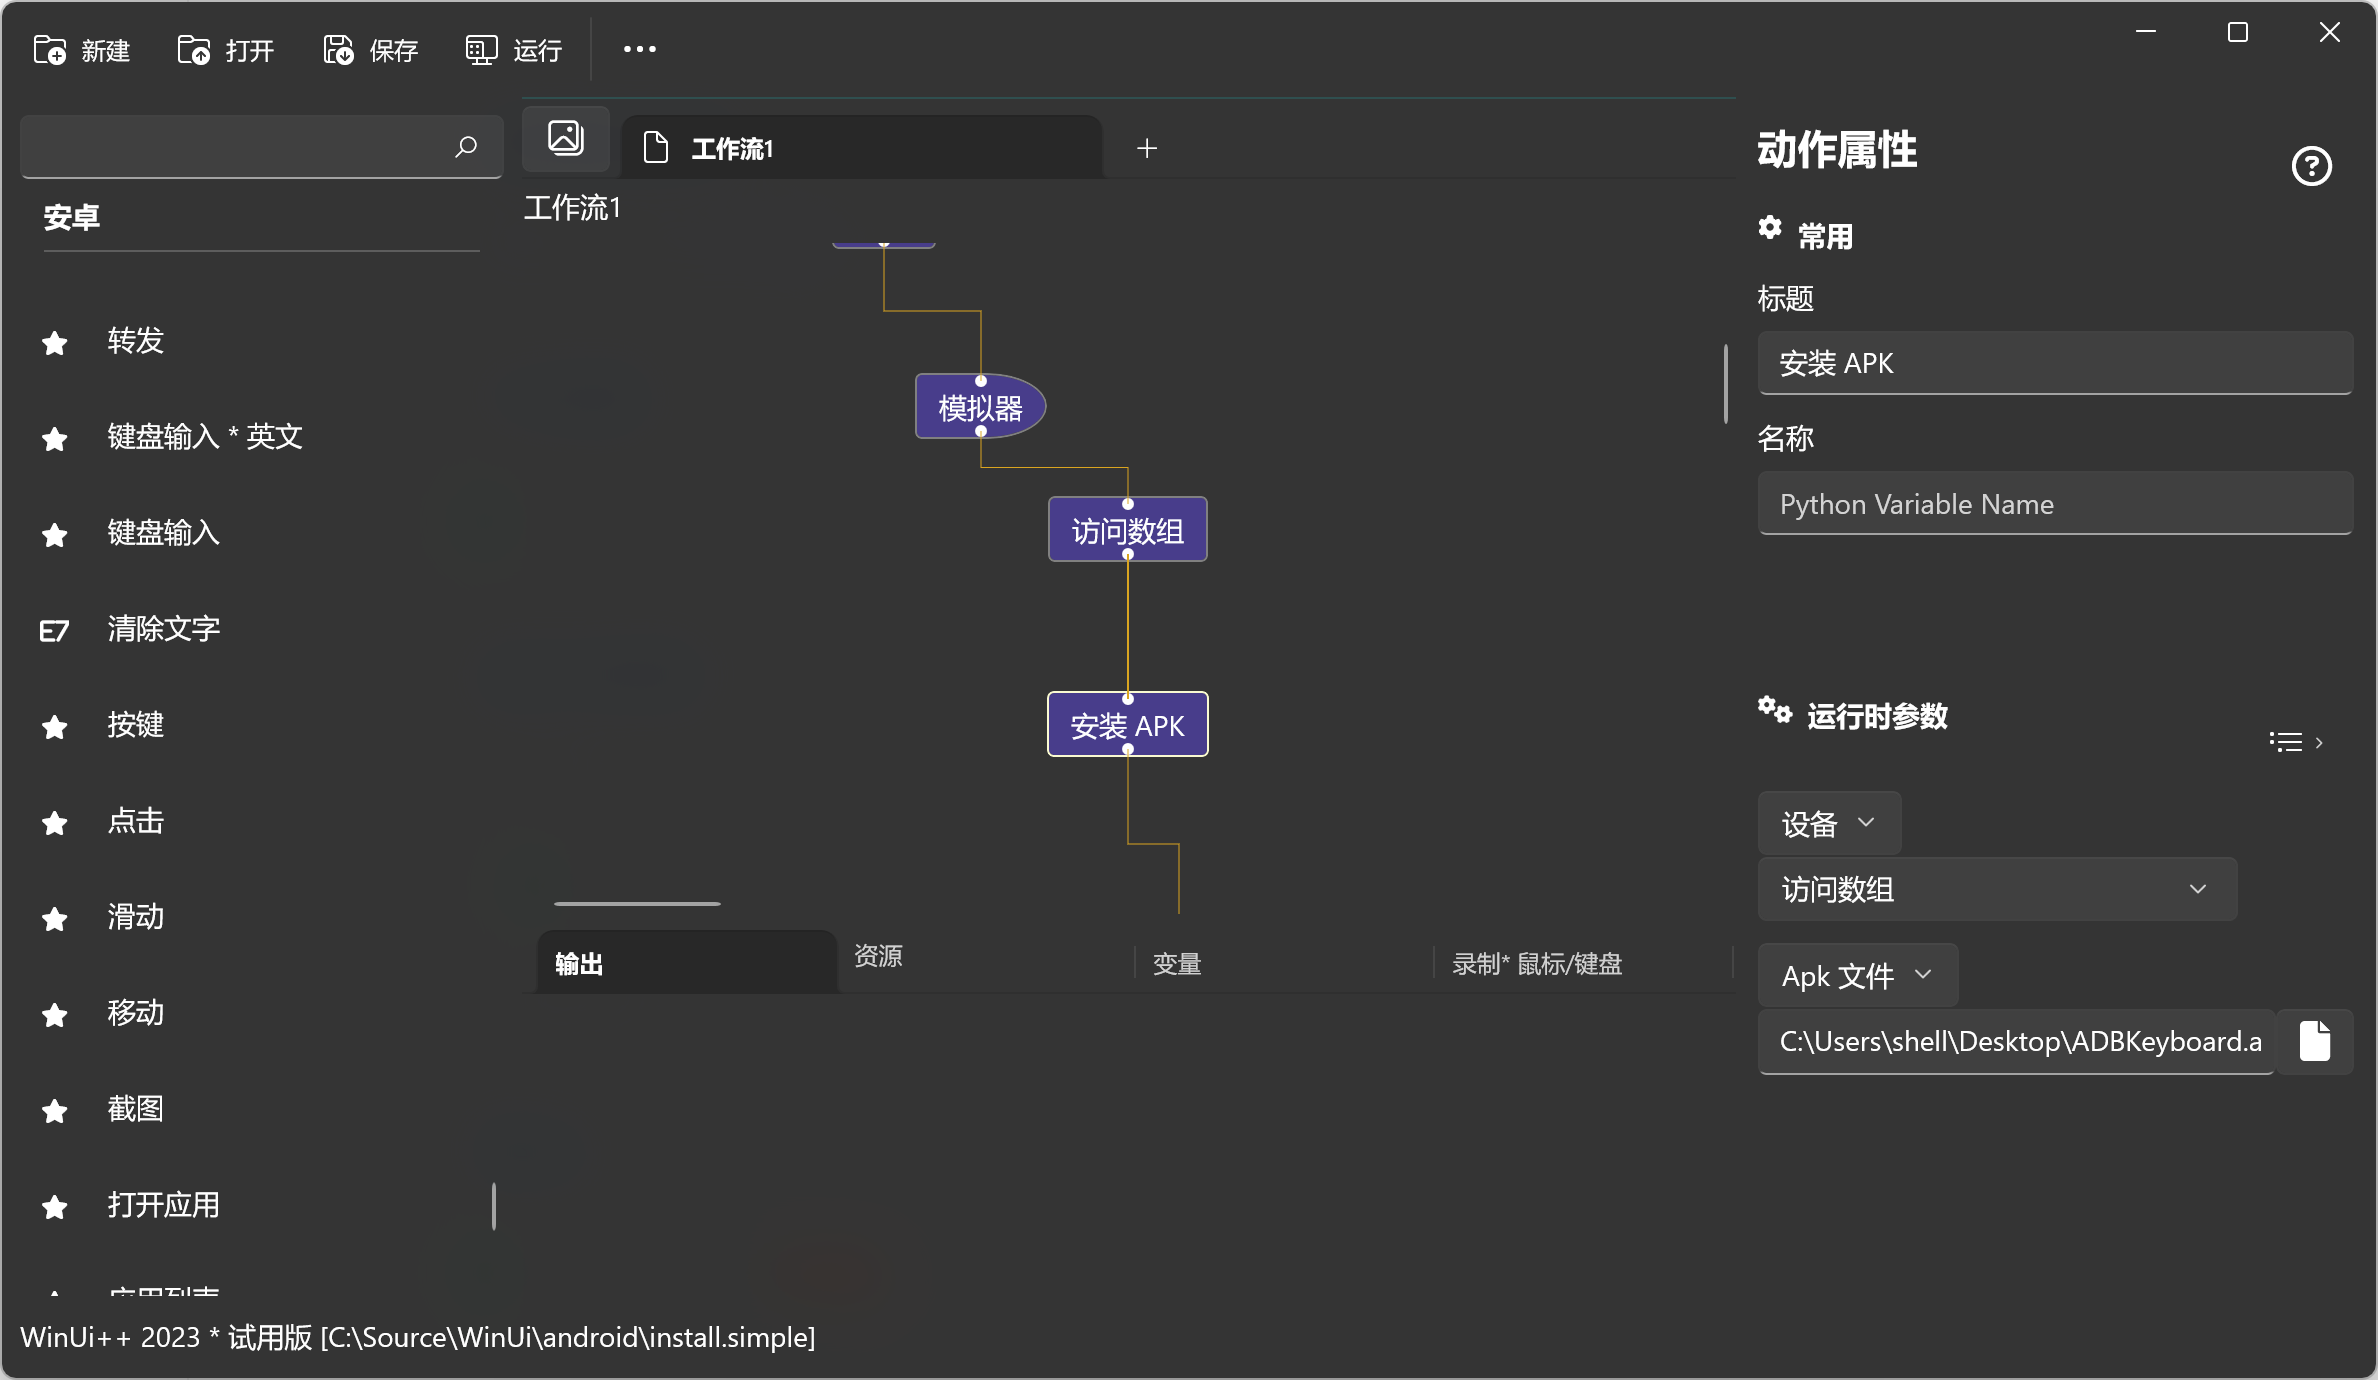 新建
打开
保存
运行
安卓
转发
键盘输入 * 英文
键盘输入
E7 清除文字
按键
点击
滑动
移动
截图
打开应用
应用列表
工作流1
工作流1
模拟器
访问数组
安装 APK
输出
资源
变量
录制* 鼠标/键盘
动作属性
常用
标题
安装 APK
名称
Python Variable Name
运行时参数
设备
访问数组
Apk 文件
C:\Users\shell\Desktop\ADBKeyboard.a
WinUi++ 2023 * 试用版 [C:\Source\WinUi\android\install.simple]